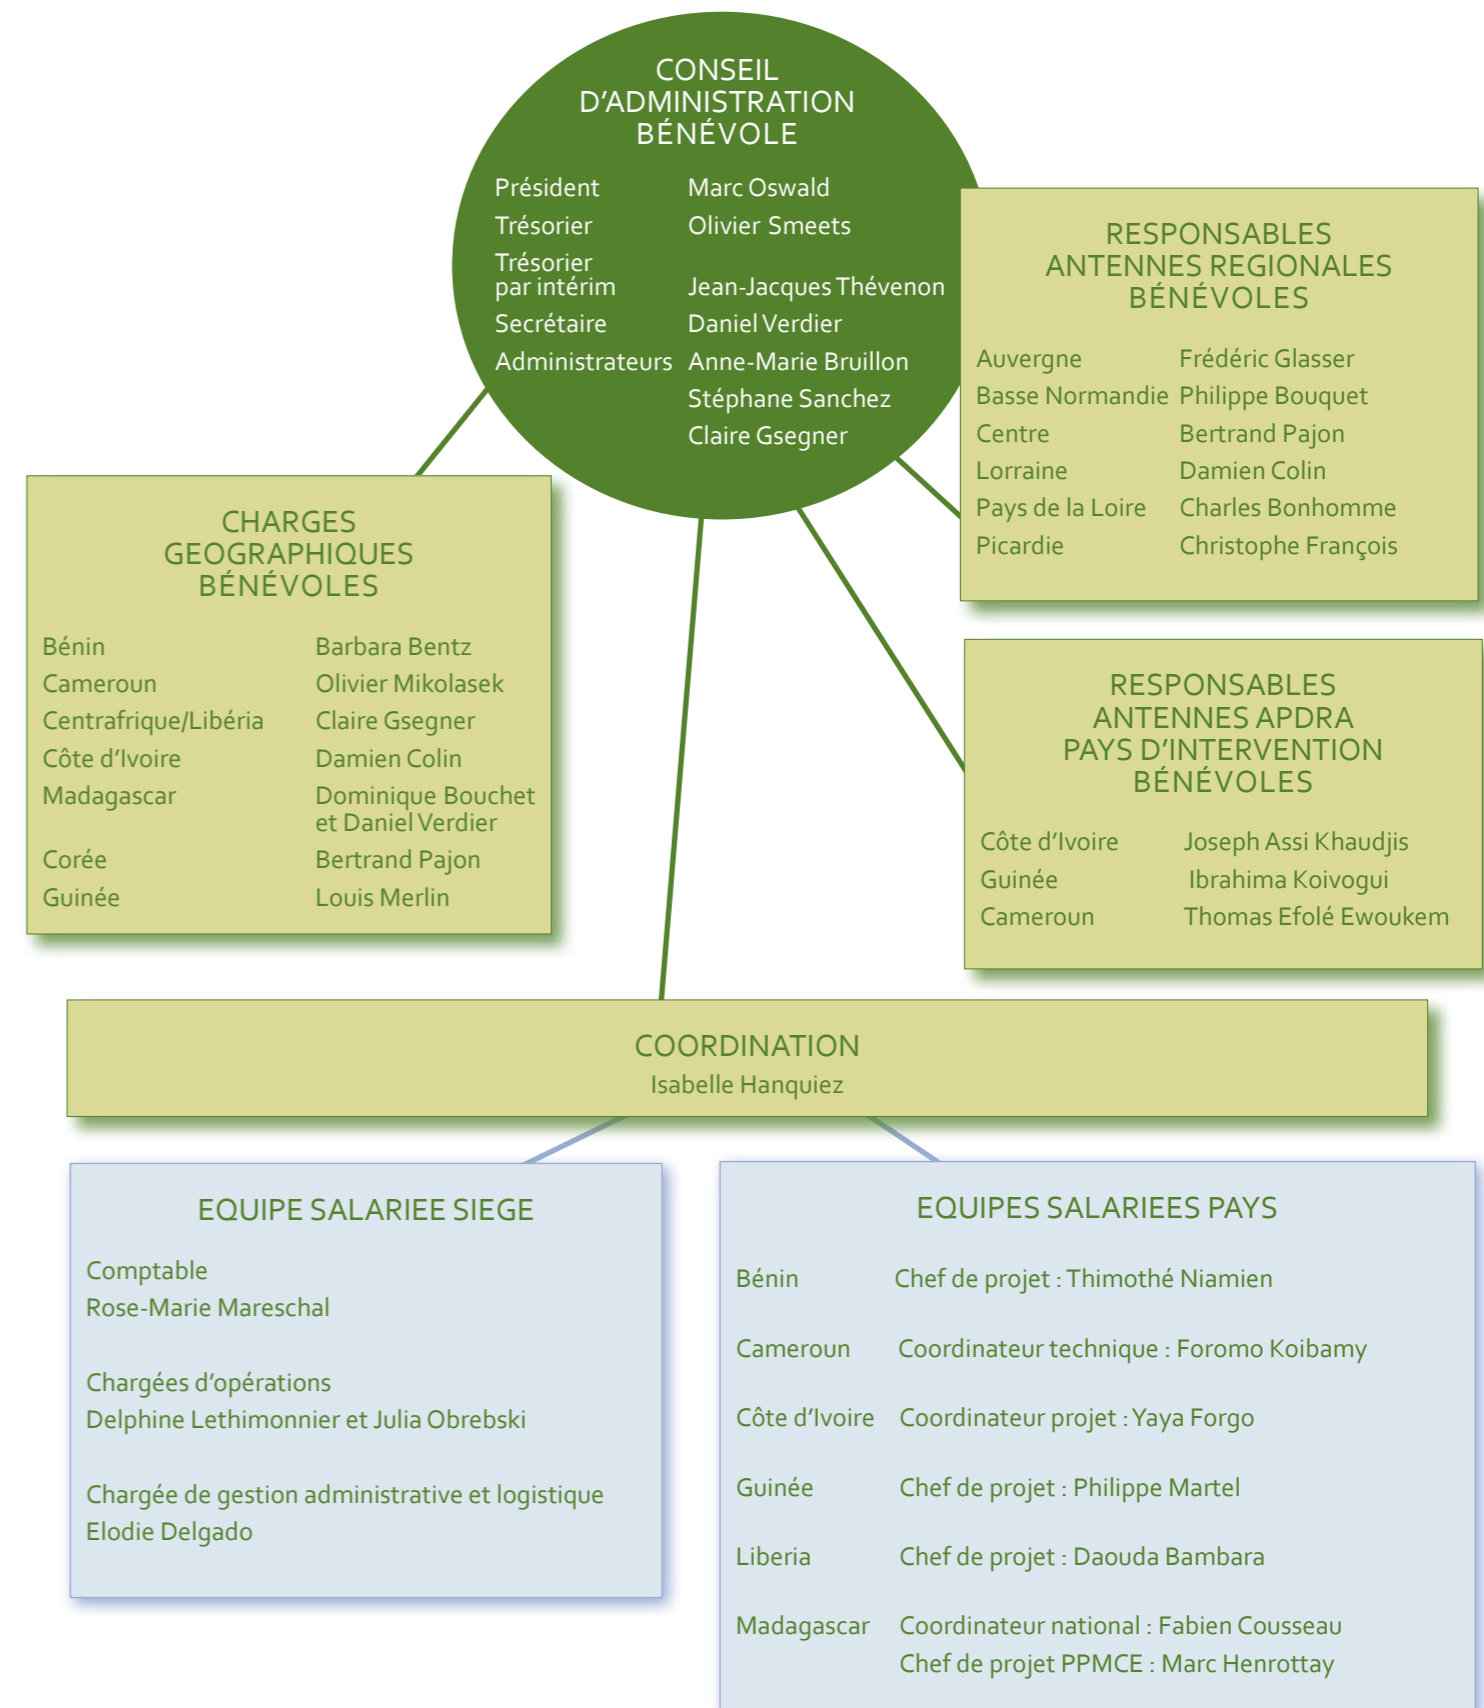 CONSEIL
D'ADMINISTRATION
BÉNÉVOLE
Président Marc Oswald
Trésorier Olivier Smeets
Trésorier
par intérim Jean-Jacques Thévenon
Secrétaire Daniel Verdier
Administrateurs Anne-Marie Bruillon
Stéphane Sanchez
Claire Gsegner
RESPONSABLES
ANTENNES REGIONALES
BÉNÉVOLES
Auvergne Frédéric Glasser
Basse Normandie Philippe Bouquet
Centre Bertrand Pajon
Lorraine Damien Colin
Pays de la Loire Charles Bonhomme
Picardie Christophe François
CHARGES
GEOGRAPHIQUES
BÉNÉVOLES
Bénin Barbara Bentz
Cameroun Olivier Mikolasek
Centrafrique/Libéria Claire Gsegner
Côte d'Ivoire Damien Colin
Madagascar Dominique Bouchet
et Daniel Verdier
Corée Bertrand Pajon
Guinée Louis Merlin
RESPONSABLES
ANTENNES APDRA
PAYS D'INTERVENTION
BÉNÉVOLES
Côte d'Ivoire Joseph Assi Khaudjis
Guinée Ibrahima Koivogui
Cameroun Thomas Efolé Ewoukem
COORDINATION
Isabelle Hanquiez
EQUIPE SALARIEE SIEGE
Comptable
Rose-Marie Mareschal
Chargées d'opérations
Delphine Lethimonnier et Julia Obrebski
Chargée de gestion administrative et logistique
Elodie Delgado
EQUIPES SALARIEES PAYS
Bénin Chef de projet : Thimothé Niamien
Cameroun Coordinateur technique : Foromo Koibamy
Côte d'Ivoire Coordinateur projet : Yaya Forgo
Guinée Chef de projet : Philippe Martel
Liberia Chef de projet : Daouda Bambara
Madagascar Coordinateur national : Fabien Cousseau
Chef de projet PPMCE : Marc Henrottay